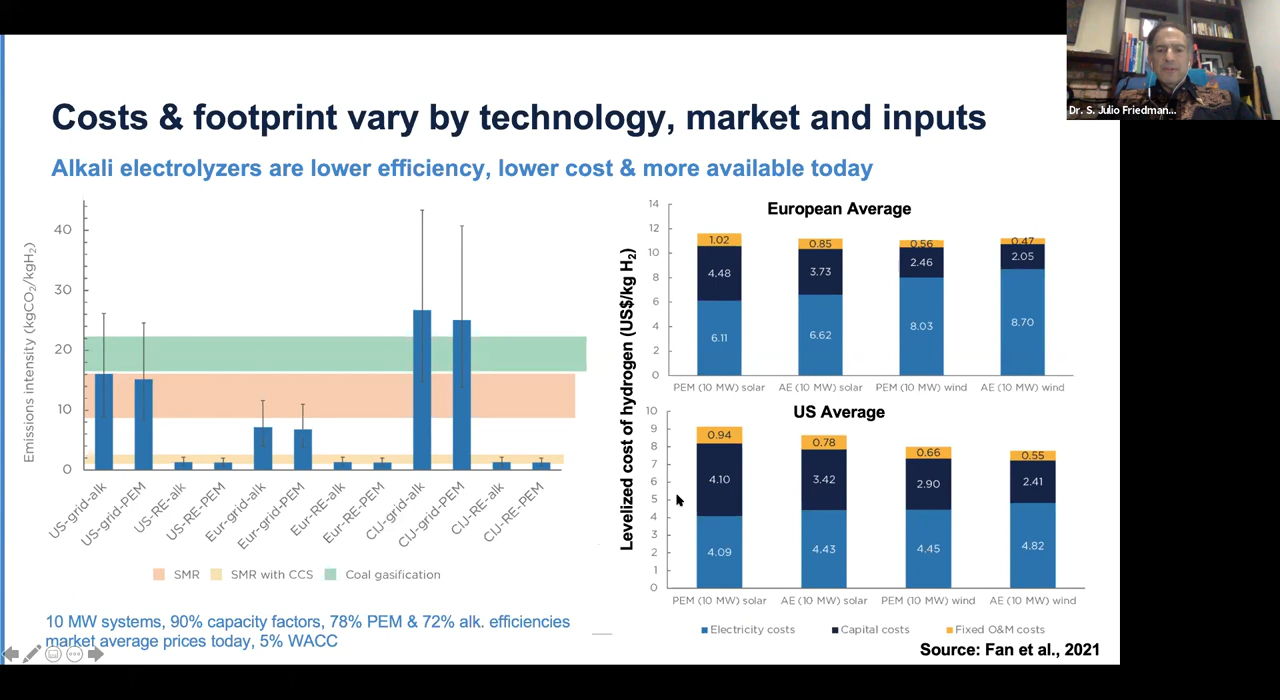 Dr. S. Julio Friedman...
Costs & footprint vary by technology, market and inputs
Alkali electrolyzers are lower efficiency, lower cost & more available today
Emissions intensity (kgCO₂/kgH₂)
40
30
20
10
0
US-grid-alk
US-grid-PEM
US-RE-alk
US-RE-PEM
Eur-grid-alk
Eur-grid-PEM
Eur-RE-alk
Eur-RE-PEM
CIJ-grid-alk
CIJ-grid-PEM
CIJ-RE-alk
CIJ-RE-PEM
SMR SMR with CCS Coal gasification
10 MW systems, 90% capacity factors, 78% PEM & 72% alk. efficiencies
market average prices today, 5% WACC
Levelized cost of hydrogen (US$/kg H₂)
European Average
14
12
10
8
6
4
2
0
1.02 0.85 0.56 0.47
4.48 3.73 2.46 2.05
6.11 6.62 8.03 8.70
PEM (10 MW) solar AE (10 MW) solar PEM (10 MW) wind AE (10 MW) wind
US Average
10
9
8
7
6
5
4
3
2
1
0
0.94 0.78 0.66 0.55
4.10 3.42 2.90 2.41
4.09 4.43 4.45 4.82
PEM (10 MW) solar AE (10 MW) solar PEM (10 MW) wind AE (10 MW) wind
Electricity costs Capital costs Fixed O&M costs
Source: Fan et al., 2021